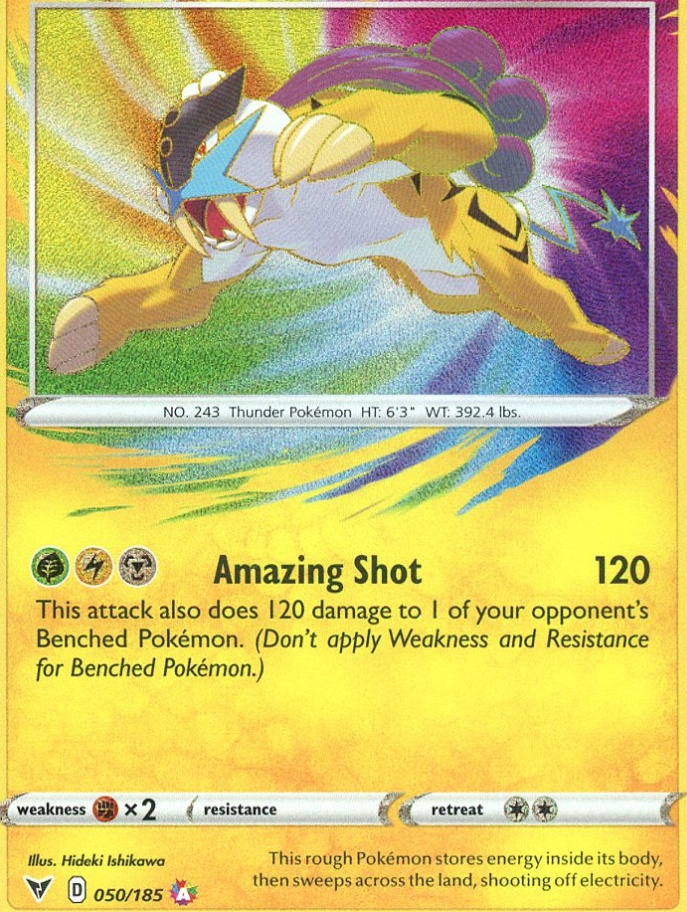 NO. 243 Thunder Pokémon HT: 6'3" WT: 392.4 lbs.
Amazing Shot 120
This attack also does 120 damage to 1 of your opponent's
Benched Pokémon. (Don't apply Weakness and Resistance
for Benched Pokémon.)
weakness ×2 resistance retreat
Illus. Hideki Ishikawa
This rough Pokémon stores energy inside its body,
then sweeps across the land, shooting off electricity.
D 050/185 A